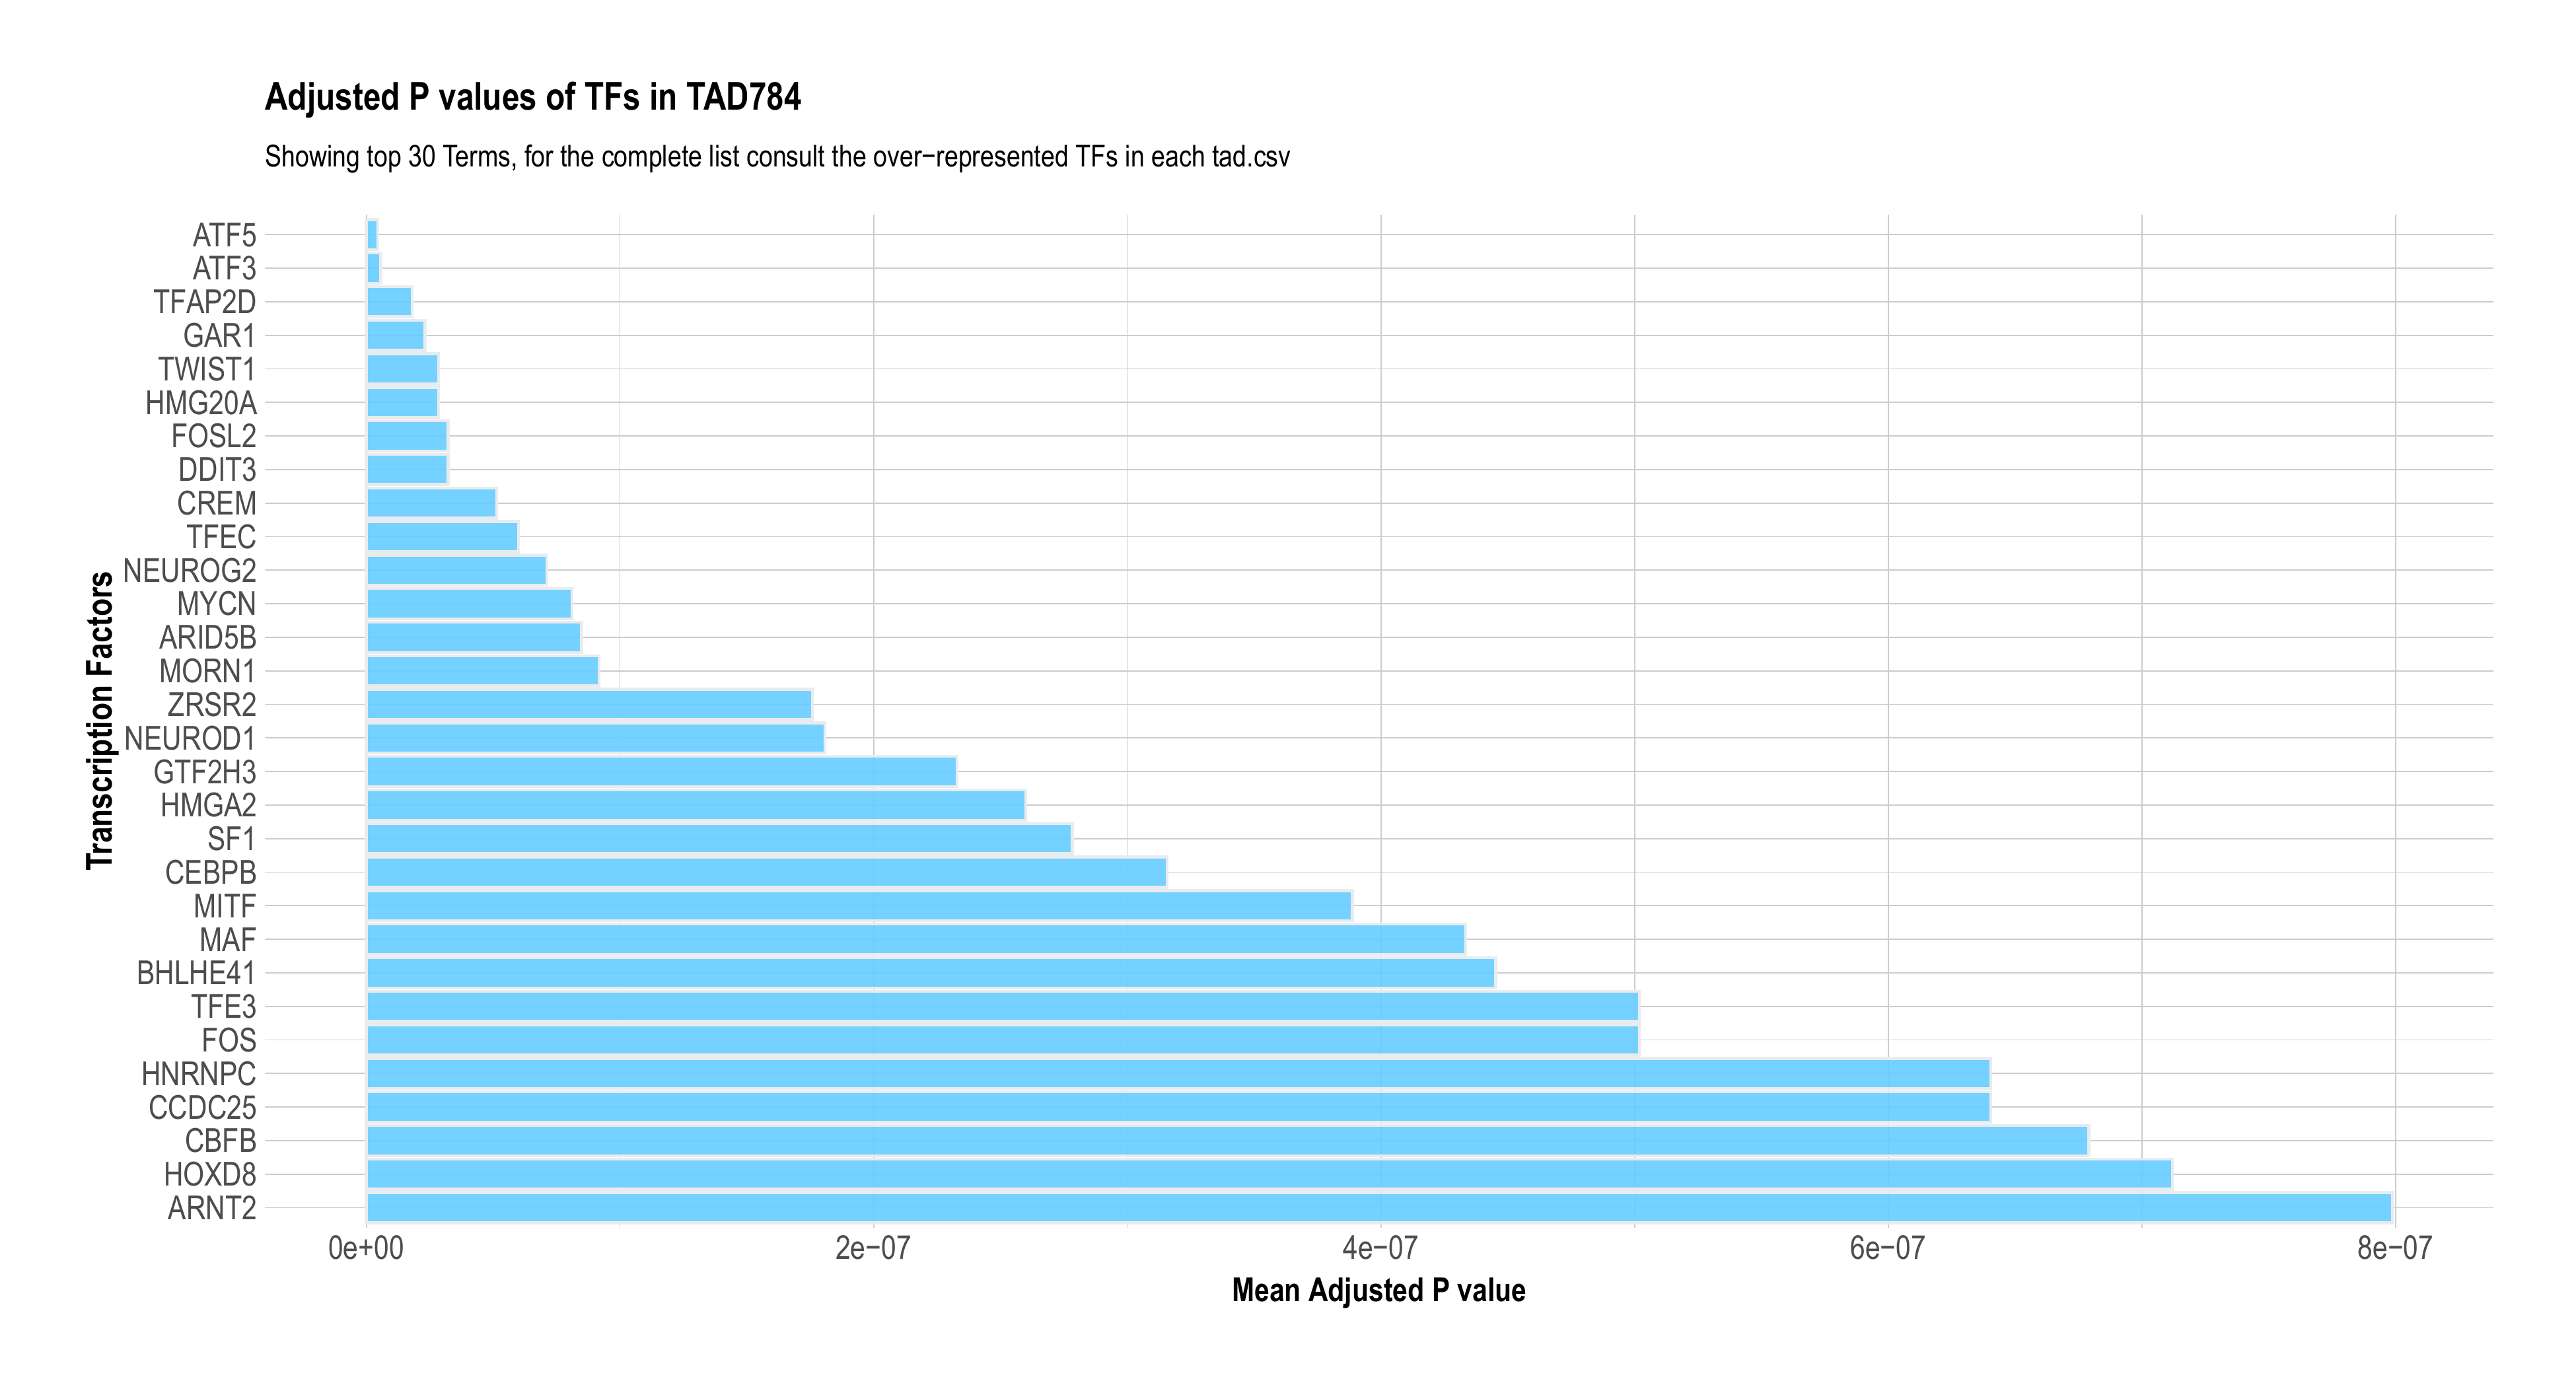 Adjusted P values of TFs in TAD784
Showing top 30 Terms, for the complete list consult the over−represented TFs in each tad.csv
Transcription Factors
ATF5
ATF3
TFAP2D
GAR1
TWIST1
HMG20A
FOSL2
DDIT3
CREM
TFEC
NEUROG2
MYCN
ARID5B
MORN1
ZRSR2
NEUROD1
GTF2H3
HMGA2
SF1
CEBPB
MITF
MAF
BHLHE41
TFE3
FOS
HNRNPC
CCDC25
CBFB
HOXD8
ARNT2
0e+00 2e−07 4e−07 6e−07 8e−07
Mean Adjusted P value